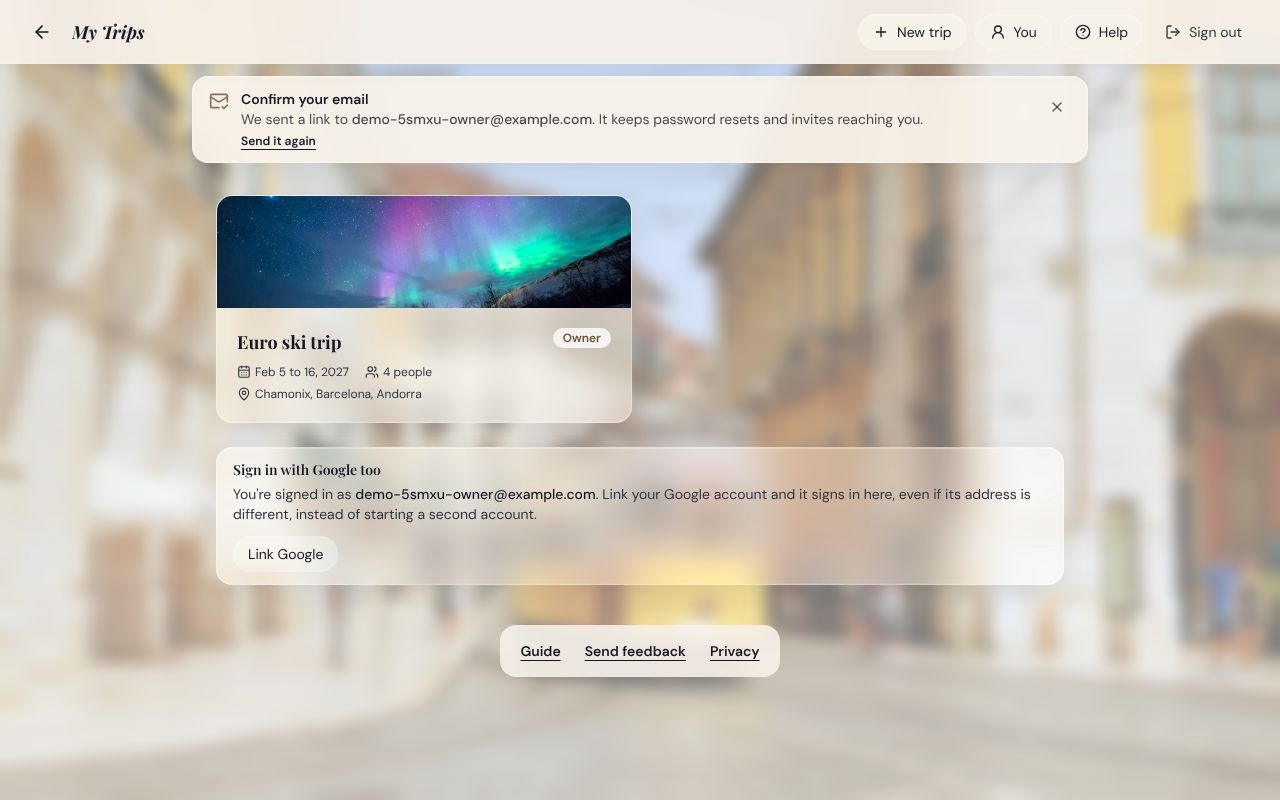 My Trips
New trip
You
Help
Sign out
Confirm your email
We sent a link to demo-5smxu-owner@example.com. It keeps password resets and invites reaching you.
Send it again
Euro ski trip
Owner
Feb 5 to 16, 2027
4 people
Chamonix, Barcelona, Andorra
Sign in with Google too
You're signed in as demo-5smxu-owner@example.com. Link your Google account and it signs in here, even if its address is
different, instead of starting a second account.
Link Google
Guide
Send feedback
Privacy